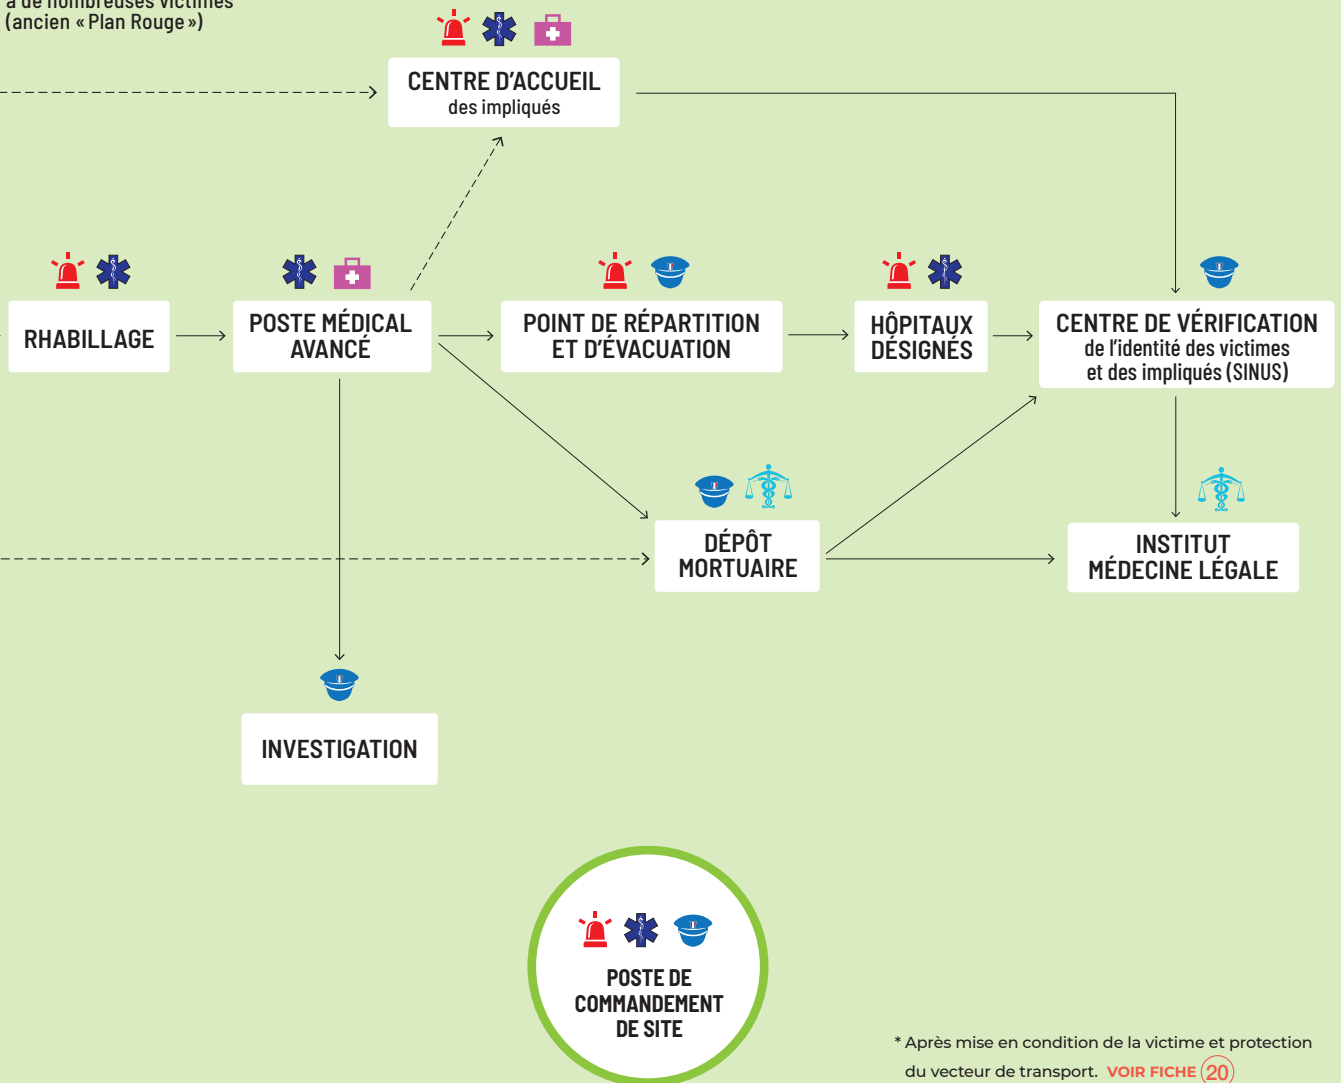 à de nombreuses victimes
(ancien « Plan Rouge »)
CENTRE D'ACCUEIL
des impliqués
RHABILLAGE
POSTE MÉDICAL
AVANCÉ
POINT DE RÉPARTITION
ET D'ÉVACUATION
HÔPITAUX
DÉSIGNÉS
CENTRE DE VÉRIFICATION
de l'identité des victimes
et des impliqués (SINUS)
DÉPÔT
MORTUAIRE
INSTITUT
MÉDECINE LÉGALE
INVESTIGATION
POSTE DE
COMMANDEMENT
DE SITE
* Après mise en condition de la victime et protection
du vecteur de transport. VOIR FICHE 20